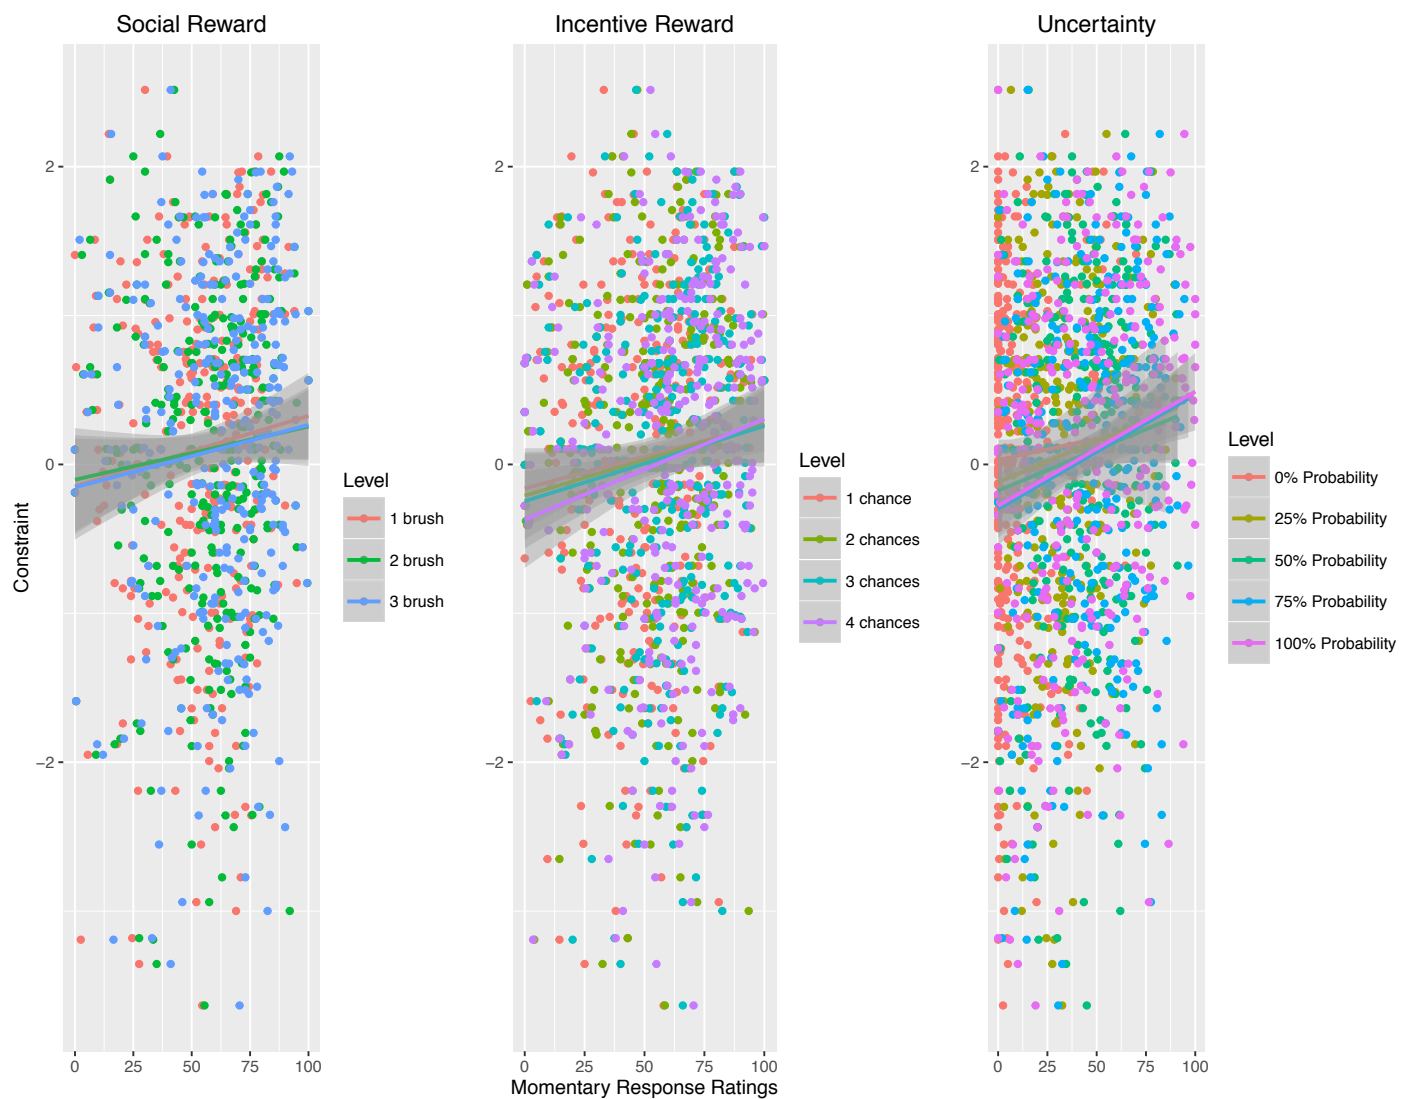 Social Reward
Incentive Reward
Uncertainty
Constraint
2
0
−2
0 25 50 75 100
Level
1 brush
2 brush
3 brush
2
0
−2
0 25 50 75 100
Level
1 chance
2 chances
3 chances
4 chances
2
0
−2
0 25 50 75 100
Level
0% Probability
25% Probability
50% Probability
75% Probability
100% Probability
Momentary Response Ratings